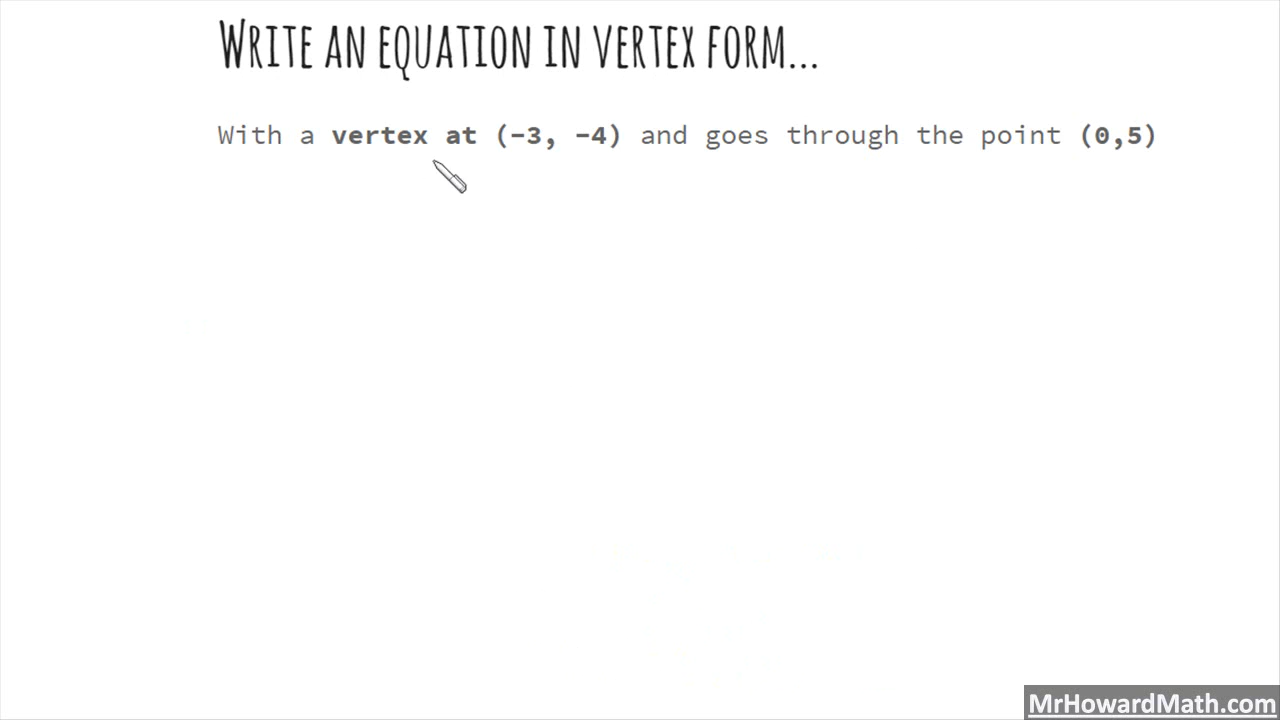 WRITE AN EQUATION IN VERTEX FORM...
With a vertex at (-3, -4) and goes through the point (0,5)
MrHowardMath.com